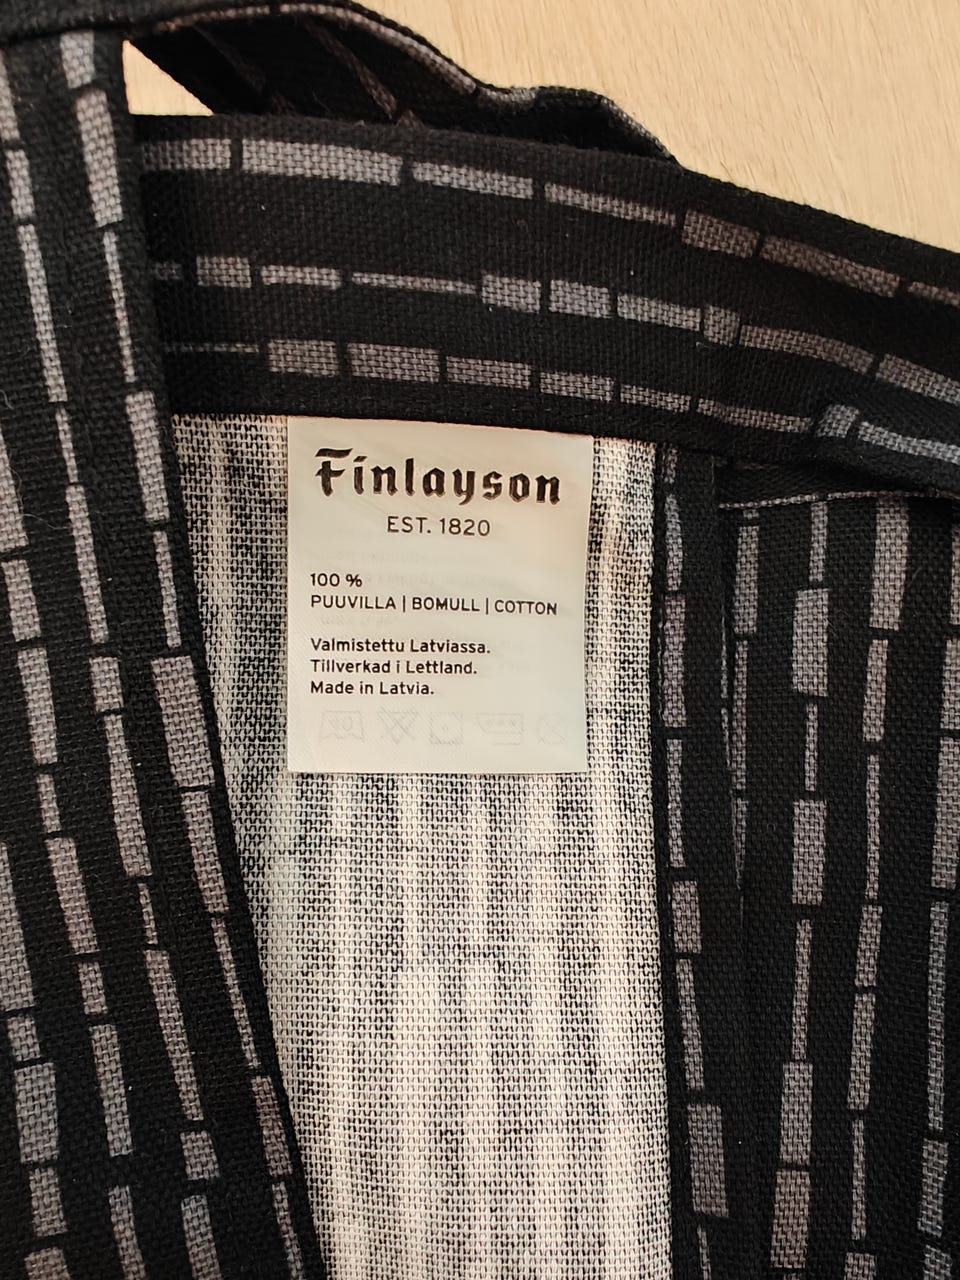 Finlayson
EST. 1820
100 %
PUUVILLA | BOMULL | COTTON
Valmistettu Latviassa.
Tillverkad i Lettland.
Made in Latvia.